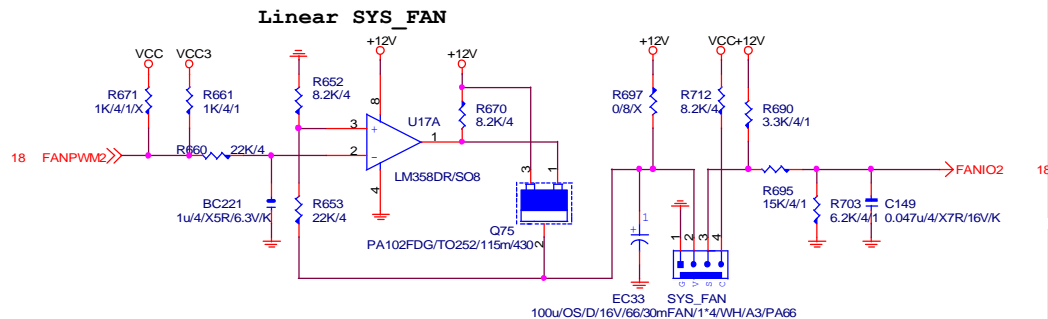 Linear SYS_FAN
VCC
VCC3
+12V
+12V
+12V
VCC
+12V
R671
1K/4/1/X
R661
1K/4/1
R652
8.2K/4
8
U17A
R670
8.2K/4
R697
0/8/X
R712
8.2K/4
R690
3.3K/4/1
3
+
2
-
1
4
LM358DR/SO8
3
1
18
FANPWM2
R660
22K/4
FANIO2
18
BC221
1u/4/X5R/6.3V/K
R653
22K/4
Q75
PA102FDG/TO252/115m/430
2
1
+
1
2
3
4
G
V
S
C
R695
15K/4/1
R703
6.2K/4/1
C149
0.047u/4/X7R/16V/K
EC33
SYS_FAN
100u/OS/D/16V/66/30m
FAN/1*4/WH/A3/PA66